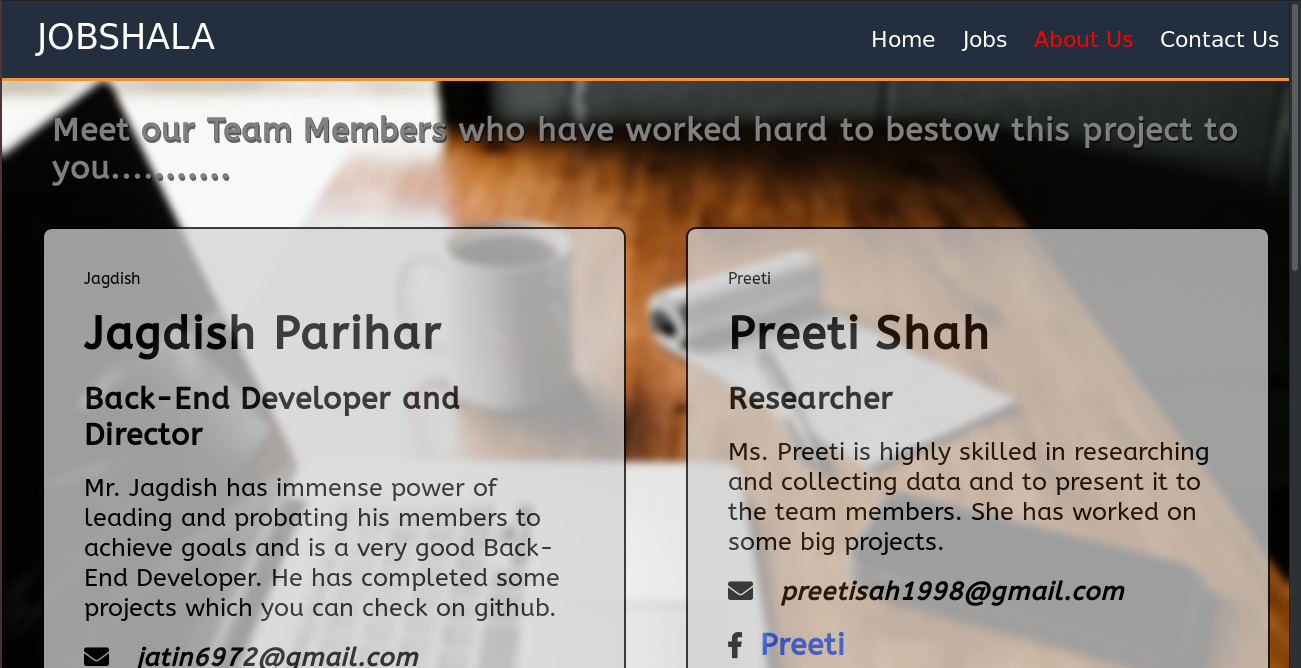 JOBSHALA
Home Jobs About Us Contact Us
Meet our Team Members who have worked hard to bestow this project to
you...........
Jagdish
Jagdish Parihar
Back-End Developer and
Director
Mr. Jagdish has immense power of
leading and probating his members to
achieve goals and is a very good Back-
End Developer. He has completed some
projects which you can check on github.
jatin6972@gmail.com
Preeti
Preeti Shah
Researcher
Ms. Preeti is highly skilled in researching
and collecting data and to present it to
the team members. She has worked on
some big projects.
preetisah1998@gmail.com
Preeti